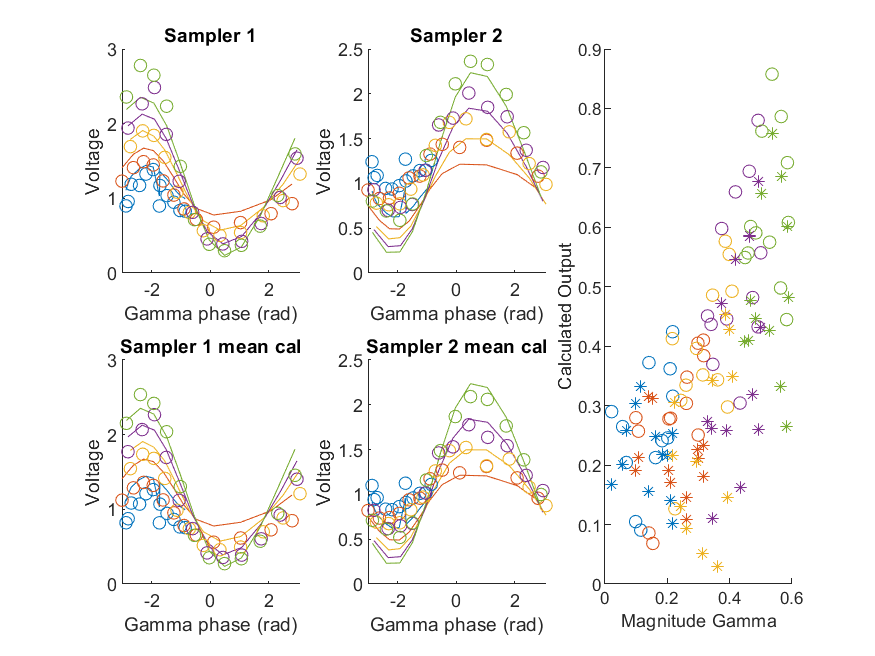 Sampler 1
3
2
1
0
Voltage
-2 0 2
Gamma phase (rad)
Sampler 2
2.5
2
1.5
1
0.5
0
Voltage
-2 0 2
Gamma phase (rad)
Sampler 1 mean cal
3
2
1
0
Voltage
-2 0 2
Gamma phase (rad)
Sampler 2 mean cal
2.5
2
1.5
1
0.5
0
Voltage
-2 0 2
Gamma phase (rad)
0.9
0.8
0.7
0.6
0.5
0.4
0.3
0.2
0.1
0
Calculated Output
0 0.2 0.4 0.6
Magnitude Gamma